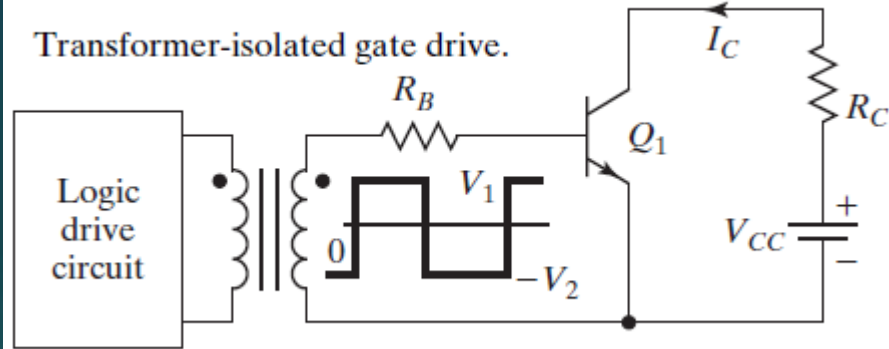 Transformer-isolated gate drive.
I_C
R_B
R_C
Q_1
Logic
drive
circuit
V_1
0
-V_2
V_CC
+
−